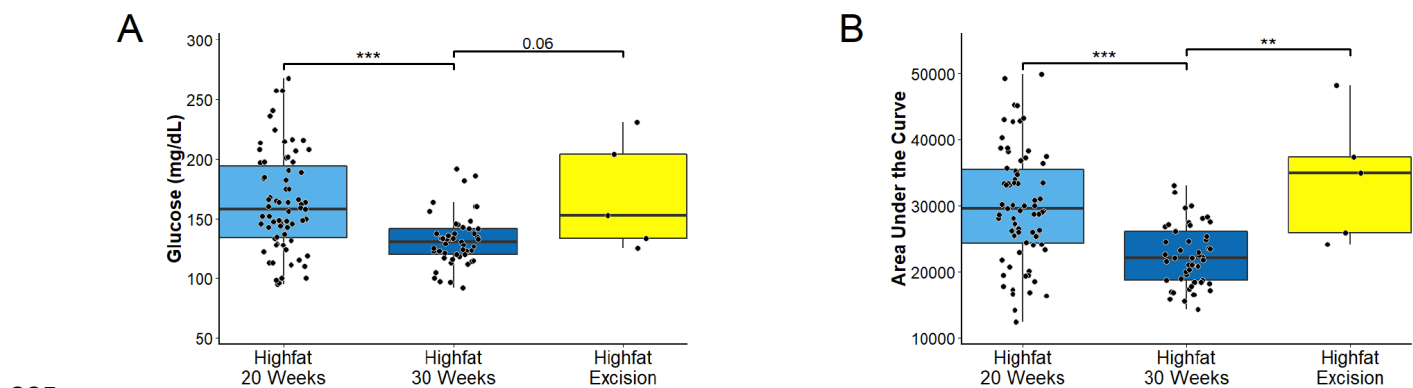 A
Glucose (mg/dL)
300
250
200
150
100
50
***
0.06
Highfat
20 Weeks
Highfat
30 Weeks
Highfat
Excision
B
Area Under the Curve
50000
40000
30000
20000
10000
***
**
Highfat
20 Weeks
Highfat
30 Weeks
Highfat
Excision